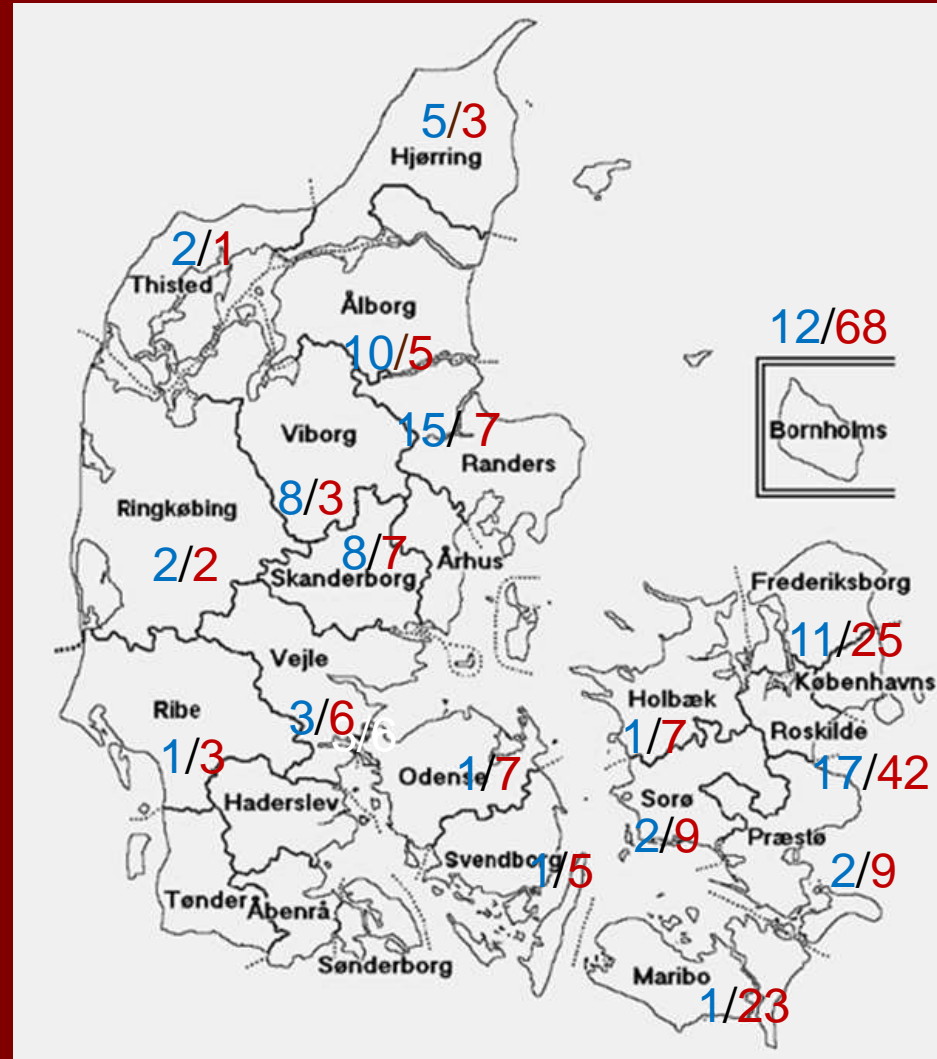 5/3
Hjørring
2/1
Thisted
Ålborg
10/5
12/68
Bornholms
15/ 7
Viborg
Randers
8/3
Ringkøbing
2/2
8/7
Århus
Skanderborg
Frederiksborg
11/25
Vejle
Københavns
Holbæk
Ribe
3/6
3/6
1/7
Roskilde
1/3
17/42
Odense
1/7
Haderslev
Sorø
2/9
Præstø
Svendborg
1/5
2/9
Tønder
Åbenrå
Sønderborg
Maribo
1/23